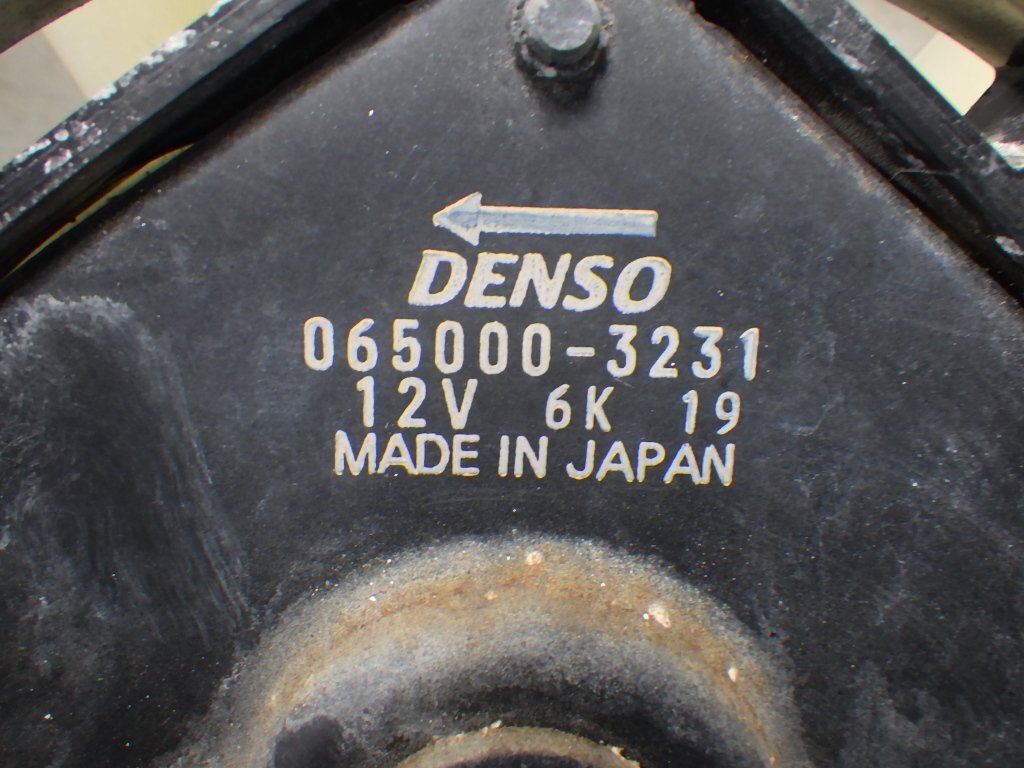 DENSO
065000-3231
12V 6K 19
MADE IN JAPAN